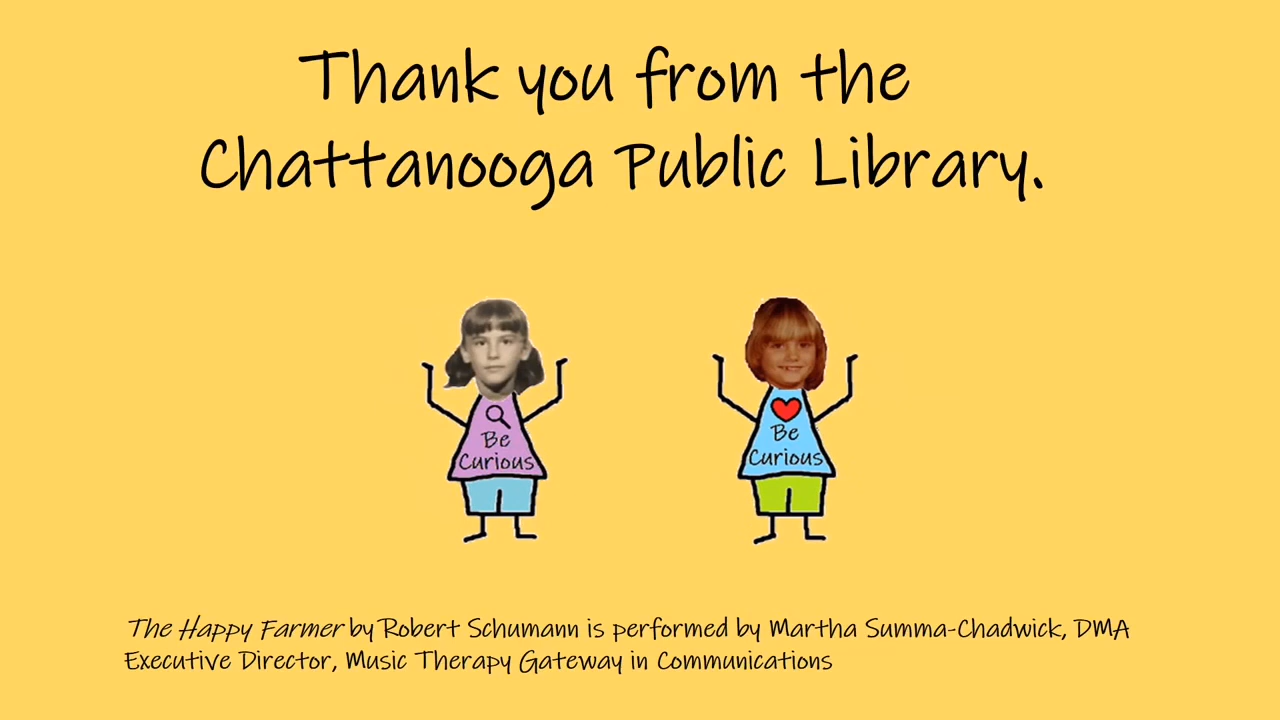 Thank you from the
Chattanooga Public Library.
Be
Curious
Be
Curious
The Happy Farmer by Robert Schumann is performed by Martha Summa-Chadwick, DMA
Executive Director, Music Therapy Gateway in Communications